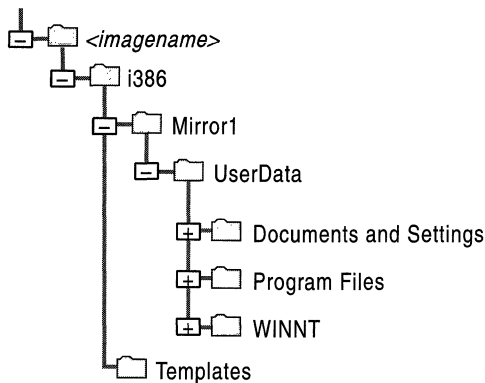 <imagename>
i386
Mirror1
UserData
Documents and Settings
Program Files
WINNT
Templates